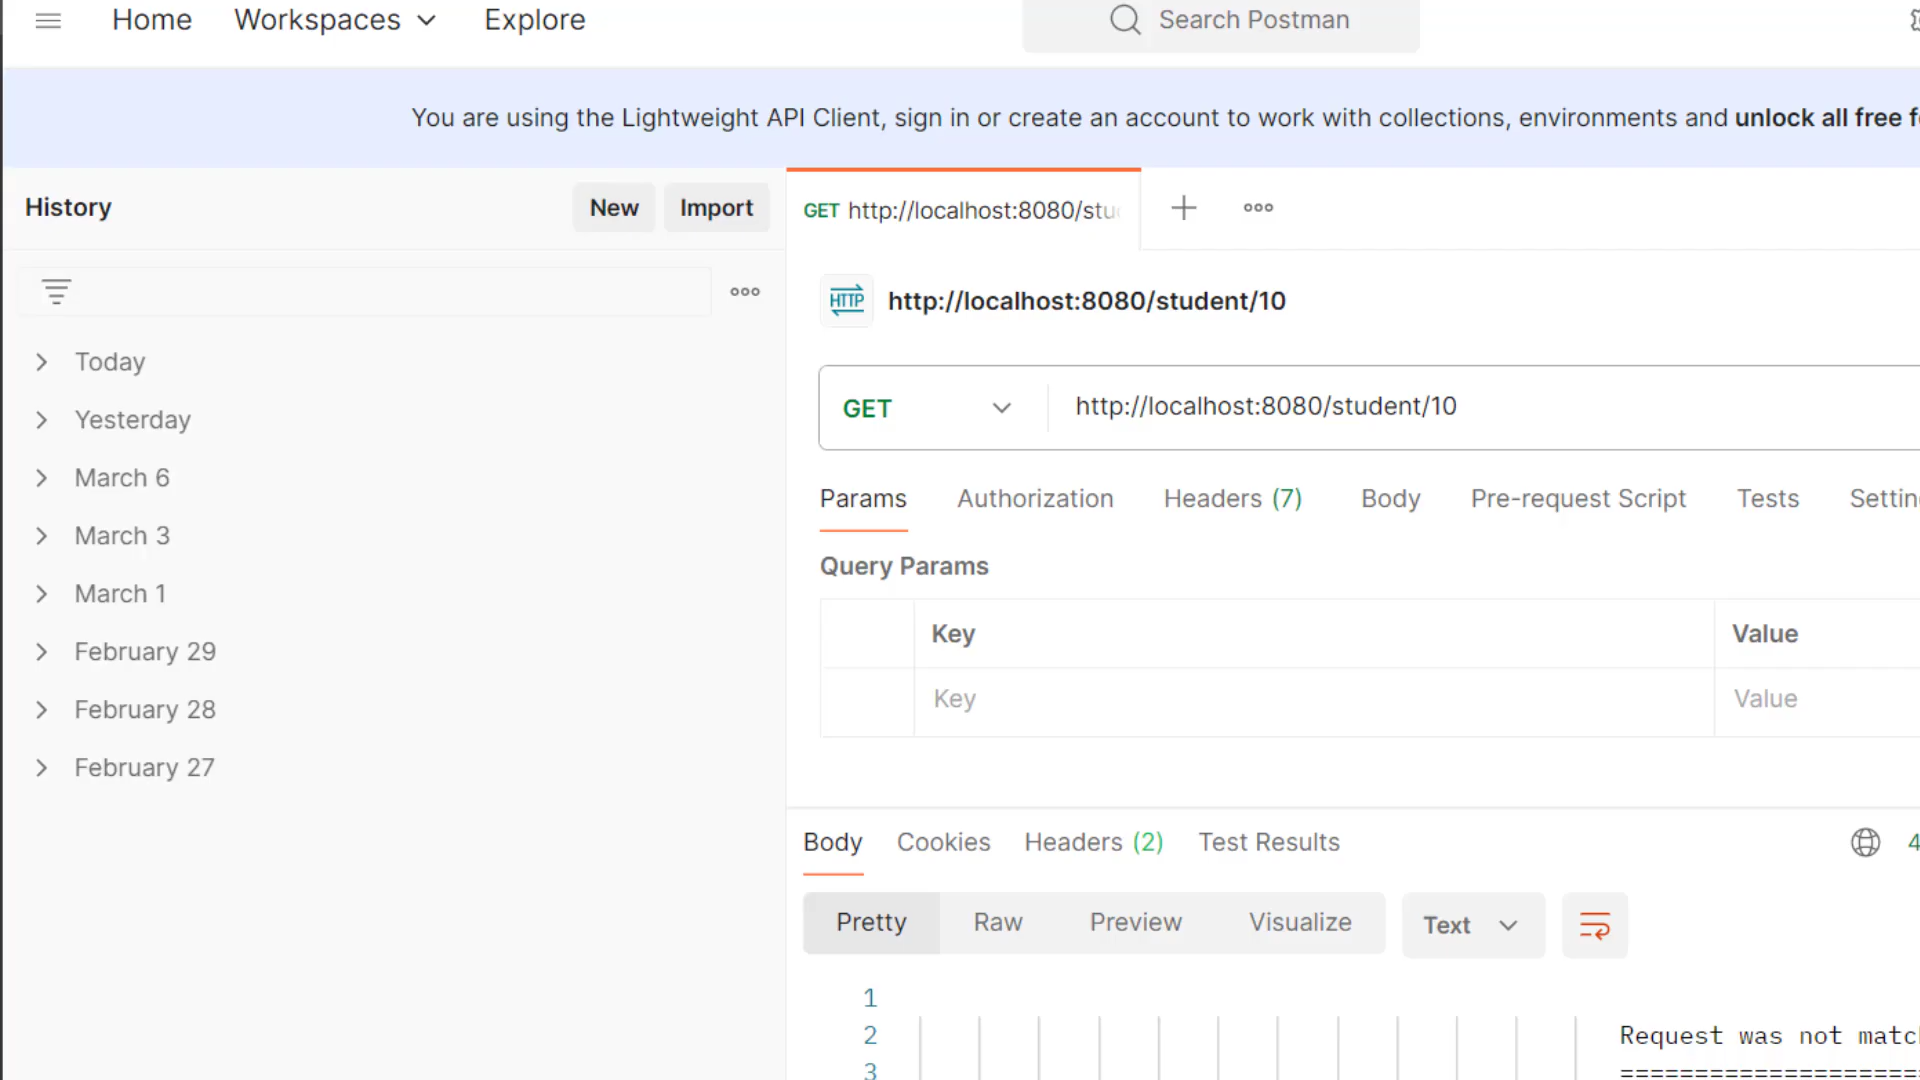 Home Workspaces Explore Search Postman
You are using the Lightweight API Client, sign in or create an account to work with collections, environments and unlock all free f
History New Import GET http://localhost:8080/stu
HTTP http://localhost:8080/student/10
Today
Yesterday
March 6
March 3
March 1
February 29
February 28
February 27
GET http://localhost:8080/student/10
Params Authorization Headers (7) Body Pre-request Script Tests Settin
Query Params
Key Value
Key Value
Body Cookies Headers (2) Test Results 4
Pretty Raw Preview Visualize Text
1
2 Request was not matc
3 ====================